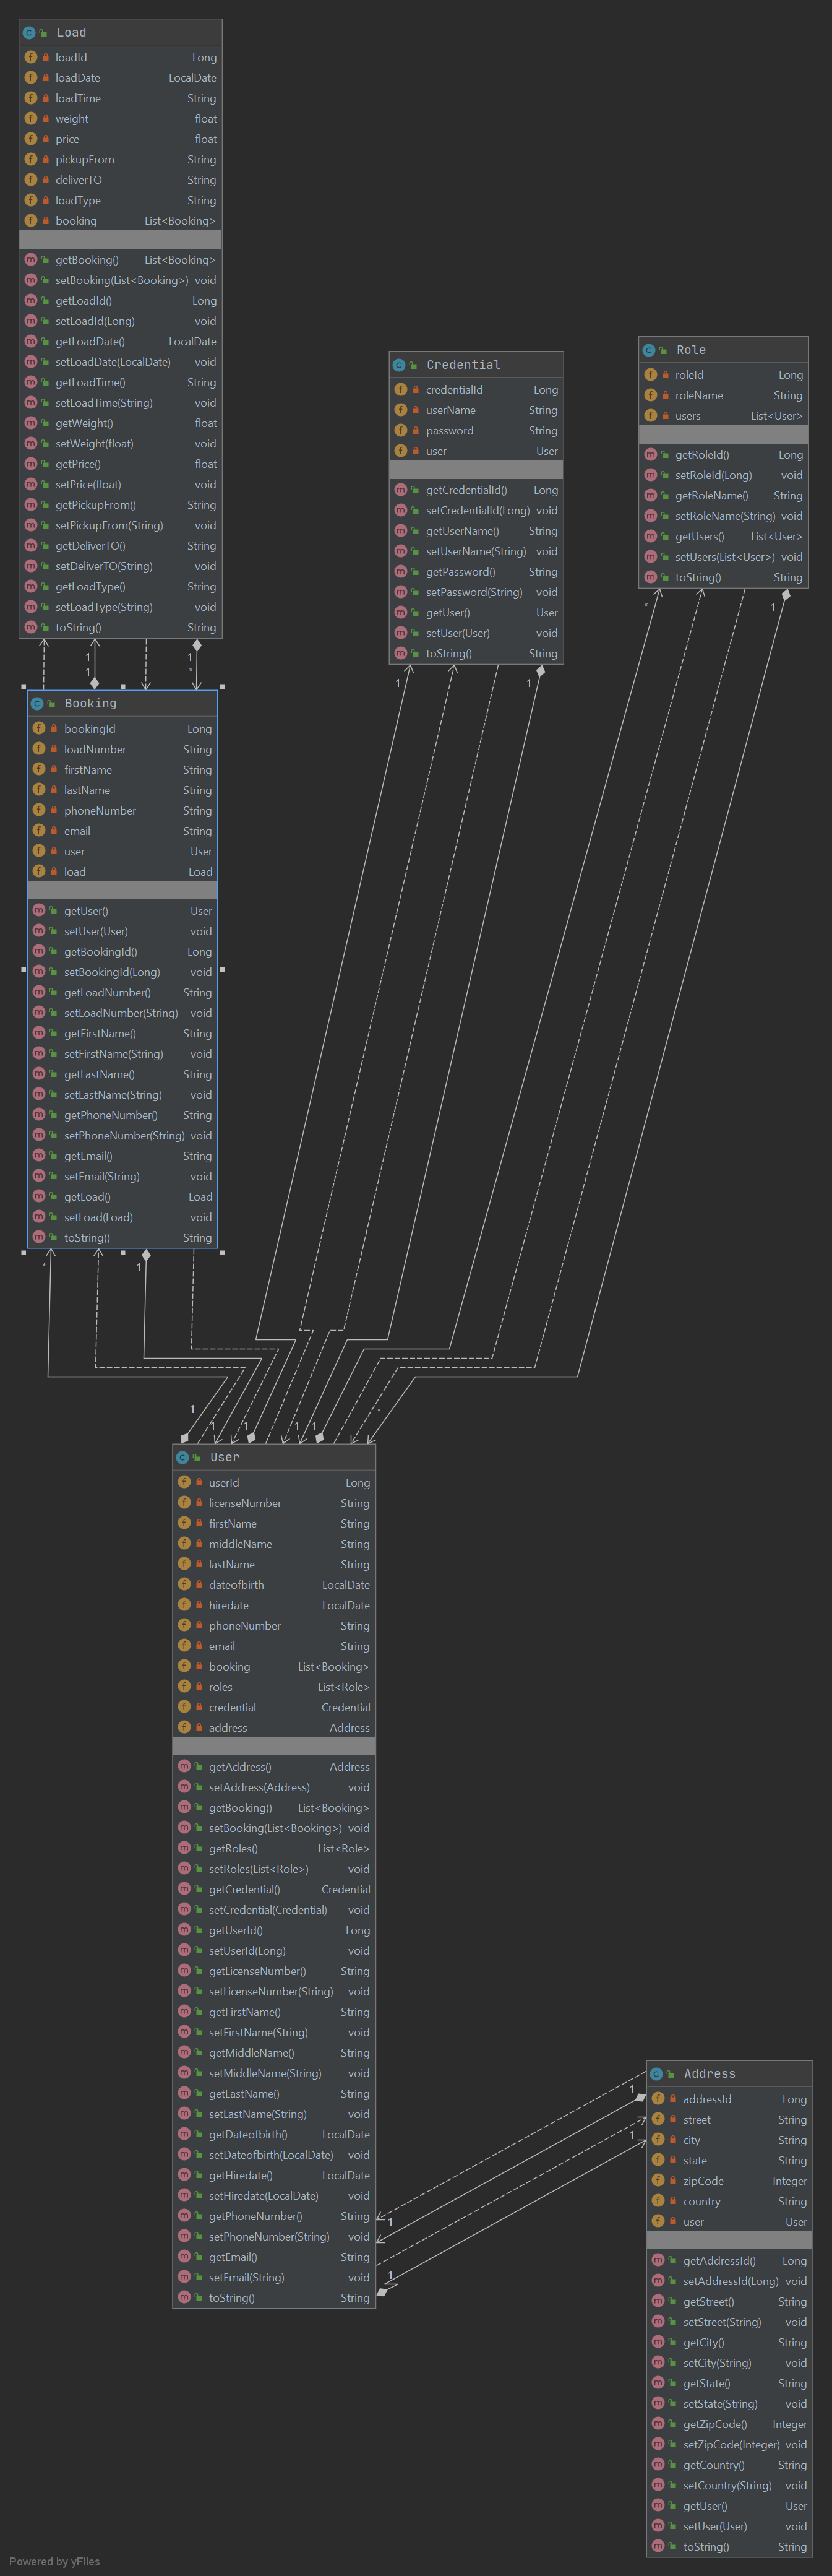 Load
loadId Long
loadDate LocalDate
loadTime String
weight float
price float
pickupFrom String
deliverTO String
loadType String
booking List<Booking>
getBooking() List<Booking>
setBooking(List<Booking>) void
getLoadId() Long
setLoadId(Long) void
getLoadDate() LocalDate
setLoadDate(LocalDate) void
getLoadTime() String
setLoadTime(String) void
getWeight() float
setWeight(float) void
getPrice() float
setPrice(float) void
getPickupFrom() String
setPickupFrom(String) void
getDeliverTO() String
setDeliverTO(String) void
getLoadType() String
setLoadType(String) void
toString() String
1 1
1 *
Credential
credentialId Long
userName String
password String
user User
getCredentialId() Long
setCredentialId(Long) void
getUserName() String
setUserName(String) void
getPassword() String
setPassword(String) void
getUser() User
setUser(User) void
toString() String
1 1
Role
roleId Long
roleName String
users List<User>
getRoleId() Long
setRoleId(Long) void
getRoleName() String
setRoleName(String) void
getUsers() List<User>
setUsers(List<User>) void
toString() String
* 1
Booking
bookingId Long
loadNumber String
firstName String
lastName String
phoneNumber String
email String
user User
load Load
getUser() User
setUser(User) void
getBookingId() Long
setBookingId(Long) void
getLoadNumber() String
setLoadNumber(String) void
getFirstName() String
setFirstName(String) void
getLastName() String
setLastName(String) void
getPhoneNumber() String
setPhoneNumber(String) void
getEmail() String
setEmail(String) void
getLoad() Load
setLoad(Load) void
toString() String
* 1
1 1 1 1 1 *
User
userId Long
licenseNumber String
firstName String
middleName String
lastName String
dateofbirth LocalDate
hiredate LocalDate
phoneNumber String
email String
booking List<Booking>
roles List<Role>
credential Credential
address Address
getAddress() Address
setAddress(Address) void
getBooking() List<Booking>
setBooking(List<Booking>) void
getRoles() List<Role>
setRoles(List<Role>) void
getCredential() Credential
setCredential(Credential) void
getUserId() Long
setUserId(Long) void
getLicenseNumber() String
setLicenseNumber(String) void
getFirstName() String
setFirstName(String) void
getMiddleName() String
setMiddleName(String) void
getLastName() String
setLastName(String) void
getDateofbirth() LocalDate
setDateofbirth(LocalDate) void
getHiredate() LocalDate
setHiredate(LocalDate) void
getPhoneNumber() String
setPhoneNumber(String) void
getEmail() String
setEmail(String) void
toString() String
1
1
1
1
Address
addressId Long
street String
city String
state String
zipCode Integer
country String
user User
getAddressId() Long
setAddressId(Long) void
getStreet() String
setStreet(String) void
getCity() String
setCity(String) void
getState() String
setState(String) void
getZipCode() Integer
setZipCode(Integer) void
getCountry() String
setCountry(String) void
getUser() User
setUser(User) void
toString() String
Powered by yFiles